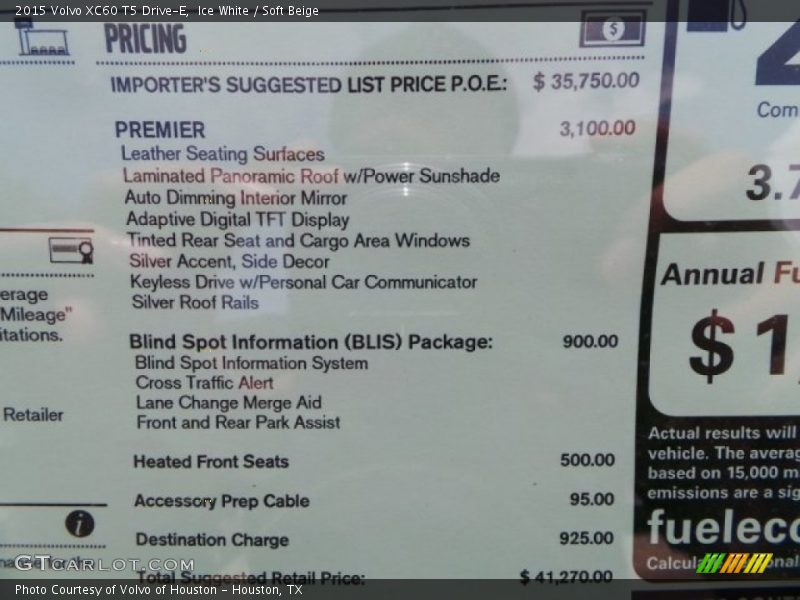 2015 Volvo XC60 T5 Drive-E, Ice White / Soft Beige
PRICING
IMPORTER'S SUGGESTED LIST PRICE P.O.E.: $ 35,750.00
PREMIER 3,100.00
Leather Seating Surfaces
Laminated Panoramic Roof w/Power Sunshade
Auto Dimming Interior Mirror
Adaptive Digital TFT Display
Tinted Rear Seat and Cargo Area Windows
Silver Accent, Side Decor
Keyless Drive w/Personal Car Communicator
Silver Roof Rails
Blind Spot Information (BLIS) Package: 900.00
Blind Spot Information System
Cross Traffic Alert
Lane Change Merge Aid
Front and Rear Park Assist
Heated Front Seats 500.00
Accessory Prep Cable 95.00
Destination Charge 925.00
Total Suggested Retail Price: $ 41,270.00
erage
Mileage"
itations.
Retailer
i
$
Com
3.7
Annual Fu
$ 1
Actual results will
vehicle. The averag
based on 15,000 m
emissions are a sig
fueleco
Calcul
GTcarlot.com
Photo Courtesy of Volvo of Houston - Houston, TX